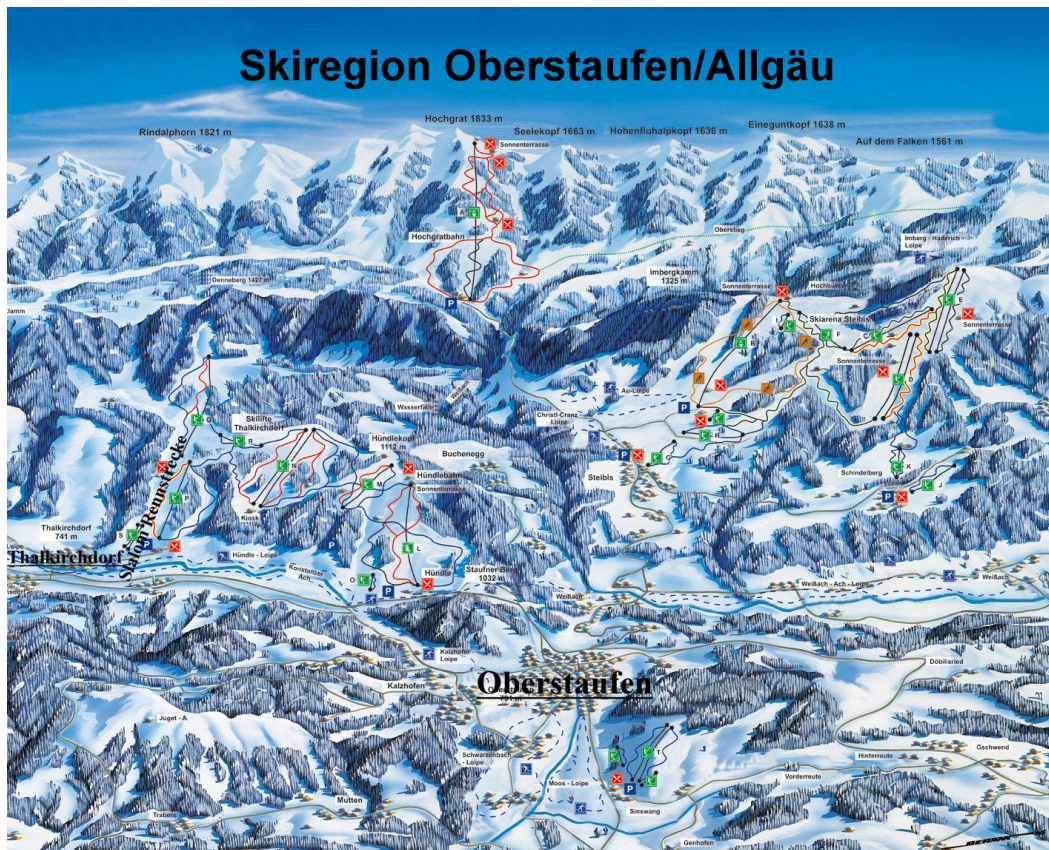 Skiregion Oberstaufen/Allgäu
Hochgrat 1833 m
Rindalphorn 1821 m
Seelekopf 1663 m
Hohenfluhalpkopf 1636 m
Eineguntkopf 1638 m
Auf dem Falken 1561 m
Sonnenterrasse
A
Hochgratbahn
Oberstieg
Imberg - Häderich -
Loipe
Denneberg 1427 m
Imbergkamm
1325 m
Sonnenterrasse
P
I
B
Skiarena Steibis
F
C
E
Sonnenterrasse
Sonnenterrasse
D
Au-Loipe
Wasserfälle
Christl-Cranz -
Loipe
P
H
G
P
Steibis
Schindelberg
K
J
P
Q
Skilifte
Thalkirchdorf
R
N
Hündlekopf
1112 m
Buchenegg
Hündlebahn
Sonnenterrasse
M
Kiosk
P
Slalom Rennstrecke
Thalkirchdorf
741 m
S
Thalkirchdorf
Hündle - Loipe
P
L
Konstanzer
Ach
O
P
Hündle
Staufner Berg
1032 m
Weißach
Weißach - Ach - Loipe
Weißach
Kalzhofer
Loipe
Kalzhofen
Oberstaufen
Döbilisried
Juget - A.
Schwarzenbach
- Loipe
T
Moos - Loipe
P
Hinterreute
Gschwend
Vorderreute
Mutten
Trabers
Sinswang
Genhofen